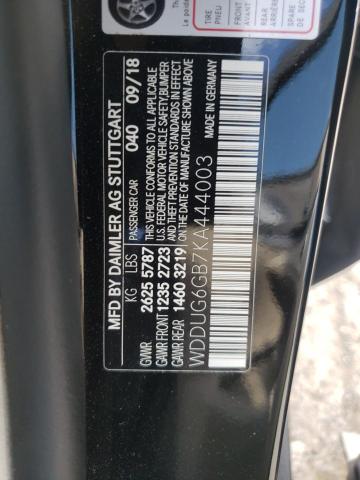 MFD BY DAIMLER AG STUTTGART
KG LBS PASSENGER CAR 040 09/18
GVWR 2625 5787 THIS VEHICLE CONFORMS TO ALL APPLICABLE
GAWR FRONT 1235 2723 U.S. FEDERAL MOTOR VEHICLE SAFETY, BUMPER
GAWR REAR 1460 3219 AND THEFT PREVENTION STANDARDS IN EFFECT
ON THE DATE OF MANUFACTURE SHOWN ABOVE
WDDUG6GB7KA444003 MADE IN GERMANY
TIRE
PNEU
FRONT
AVANT
REAR
ARRIÈRE
SPARE
DE SEC